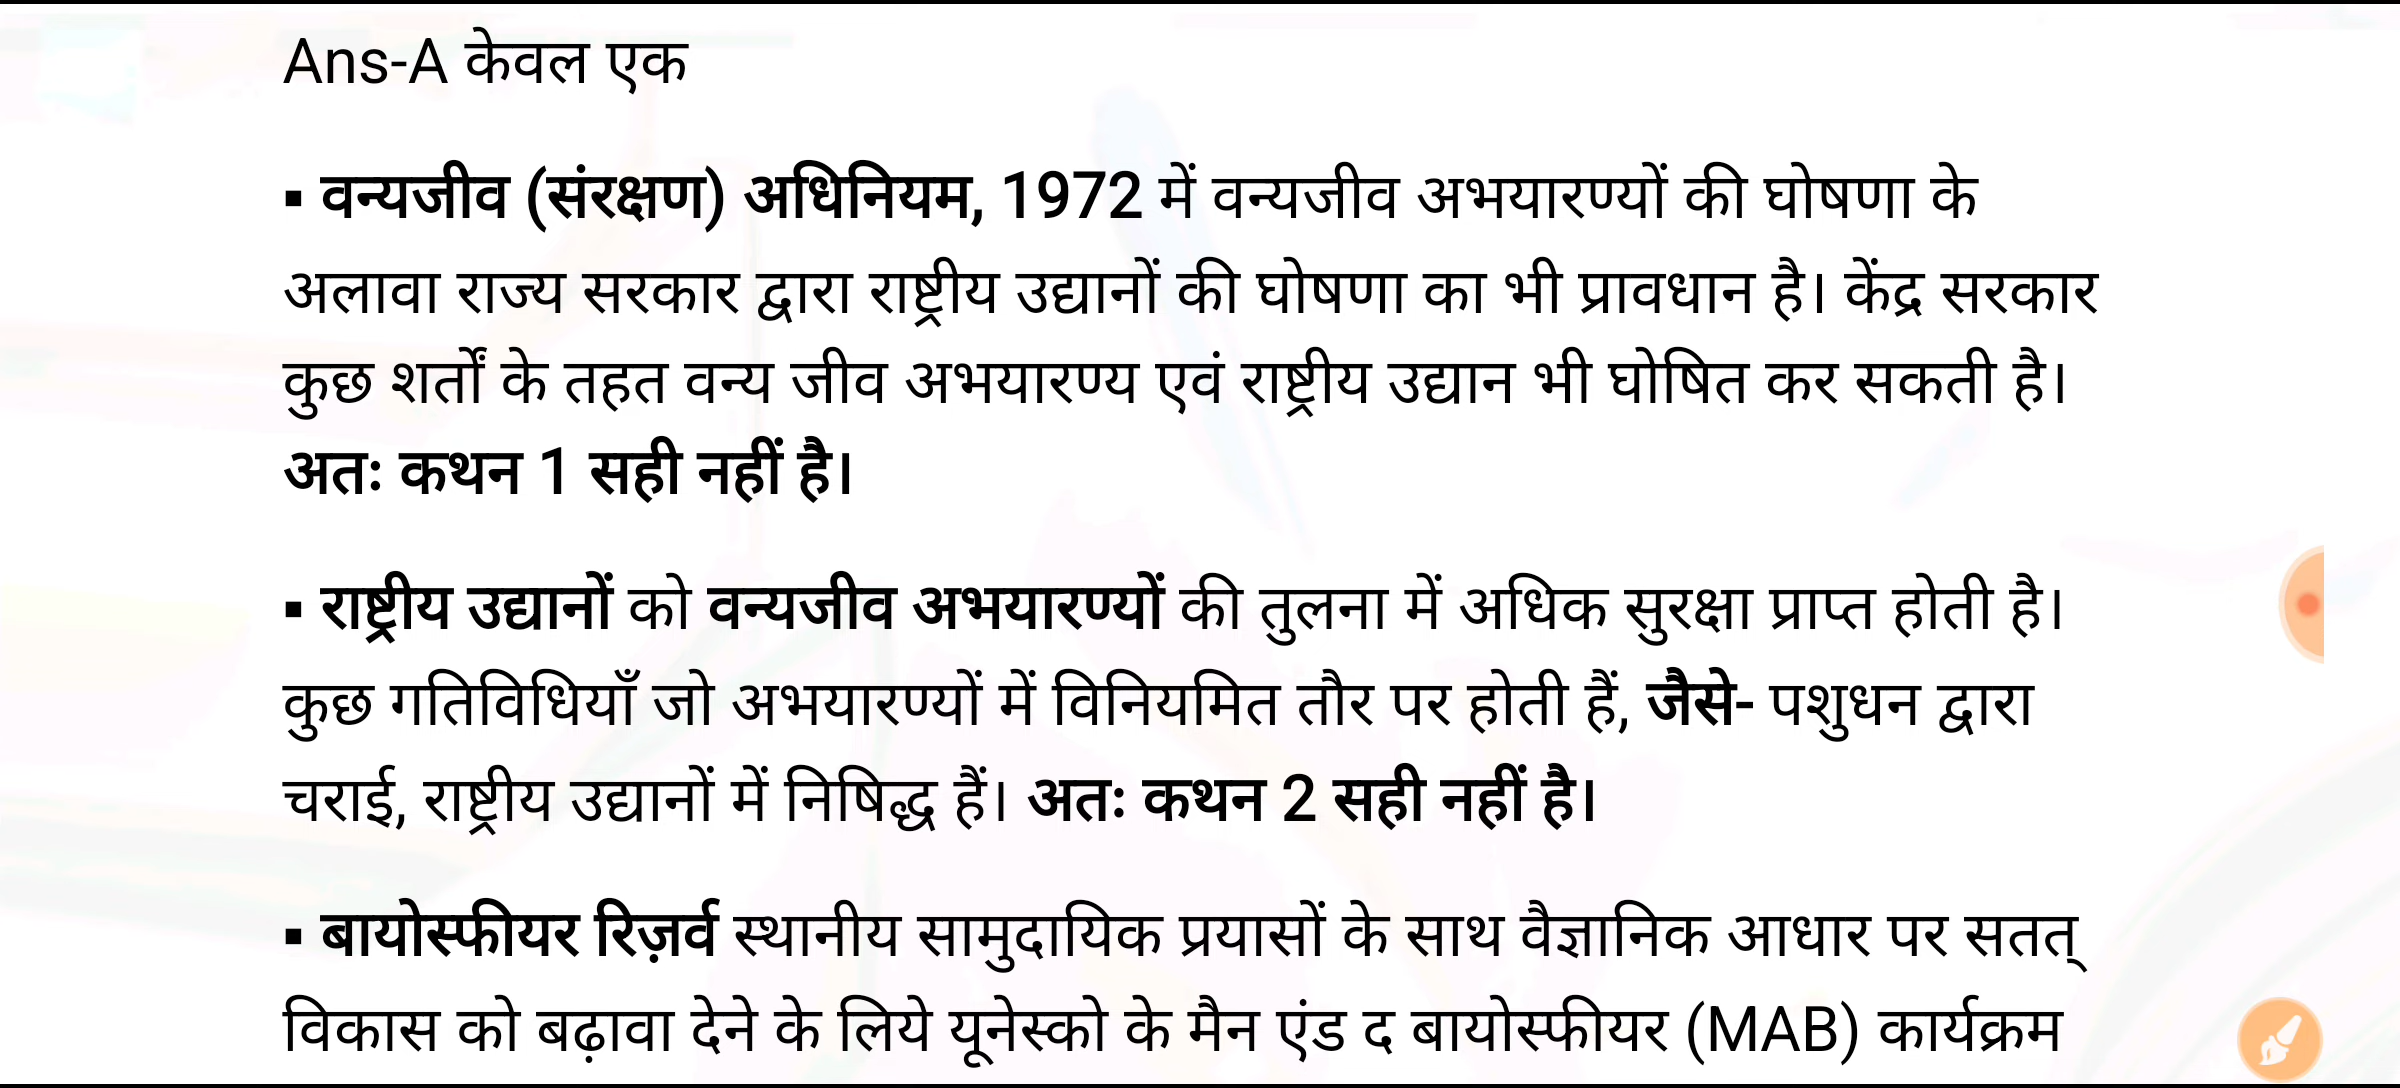 Ans-A केवल एक
▪ वन्यजीव (संरक्षण) अधिनियम, 1972 में वन्यजीव अभयारण्यों की घोषणा के
अलावा राज्य सरकार द्वारा राष्ट्रीय उद्यानों की घोषणा का भी प्रावधान है। केंद्र सरकार
कुछ शर्तों के तहत वन्य जीव अभयारण्य एवं राष्ट्रीय उद्यान भी घोषित कर सकती है।
अतः कथन 1 सही नहीं है।
▪ राष्ट्रीय उद्यानों को वन्यजीव अभयारण्यों की तुलना में अधिक सुरक्षा प्राप्त होती है।
कुछ गतिविधियाँ जो अभयारण्यों में विनियमित तौर पर होती हैं, जैसे- पशुधन द्वारा
चराई, राष्ट्रीय उद्यानों में निषिद्ध हैं। अतः कथन 2 सही नहीं है।
▪ बायोस्फीयर रिज़र्व स्थानीय सामुदायिक प्रयासों के साथ वैज्ञानिक आधार पर सतत्
विकास को बढ़ावा देने के लिये यूनेस्को के मैन एंड द बायोस्फीयर (MAB) कार्यक्रम